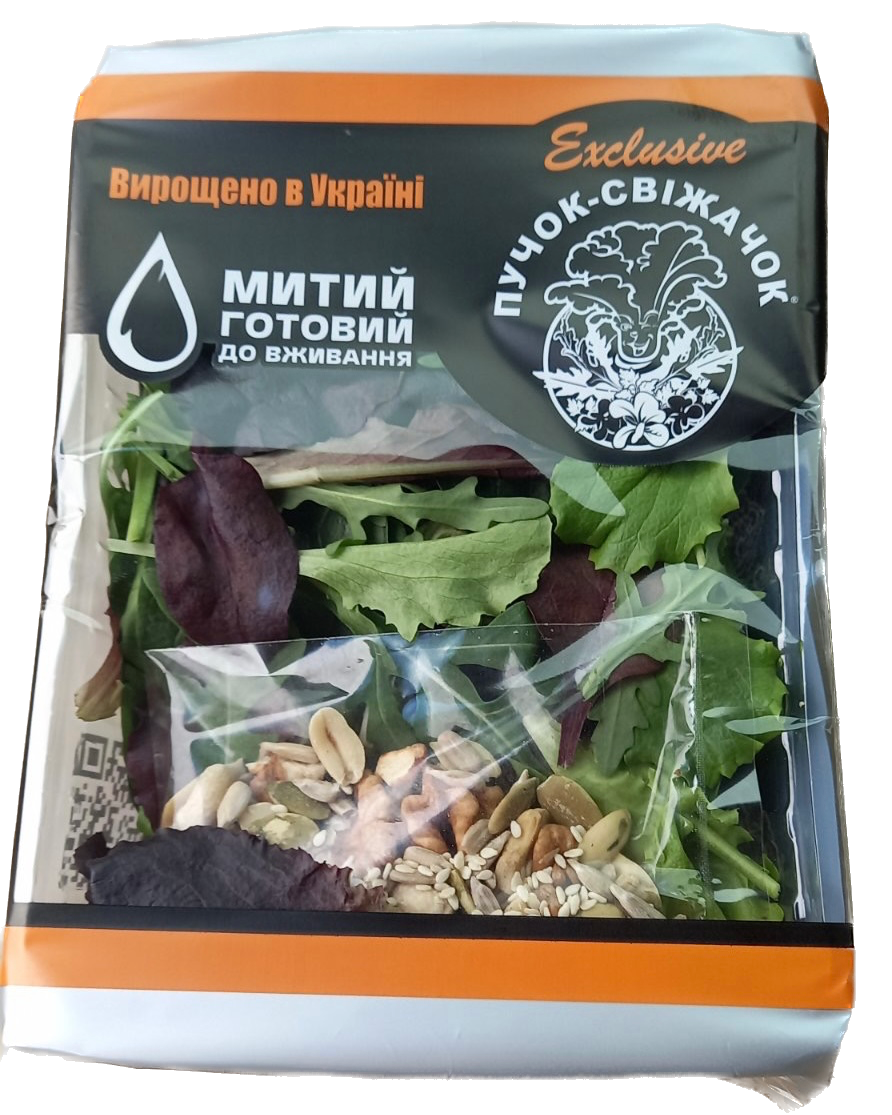 Exclusive
ПУЧОК-СВІЖАЧОК®
Вирощено в Україні
МИТИЙ
ГОТОВИЙ
ДО ВЖИВАННЯ